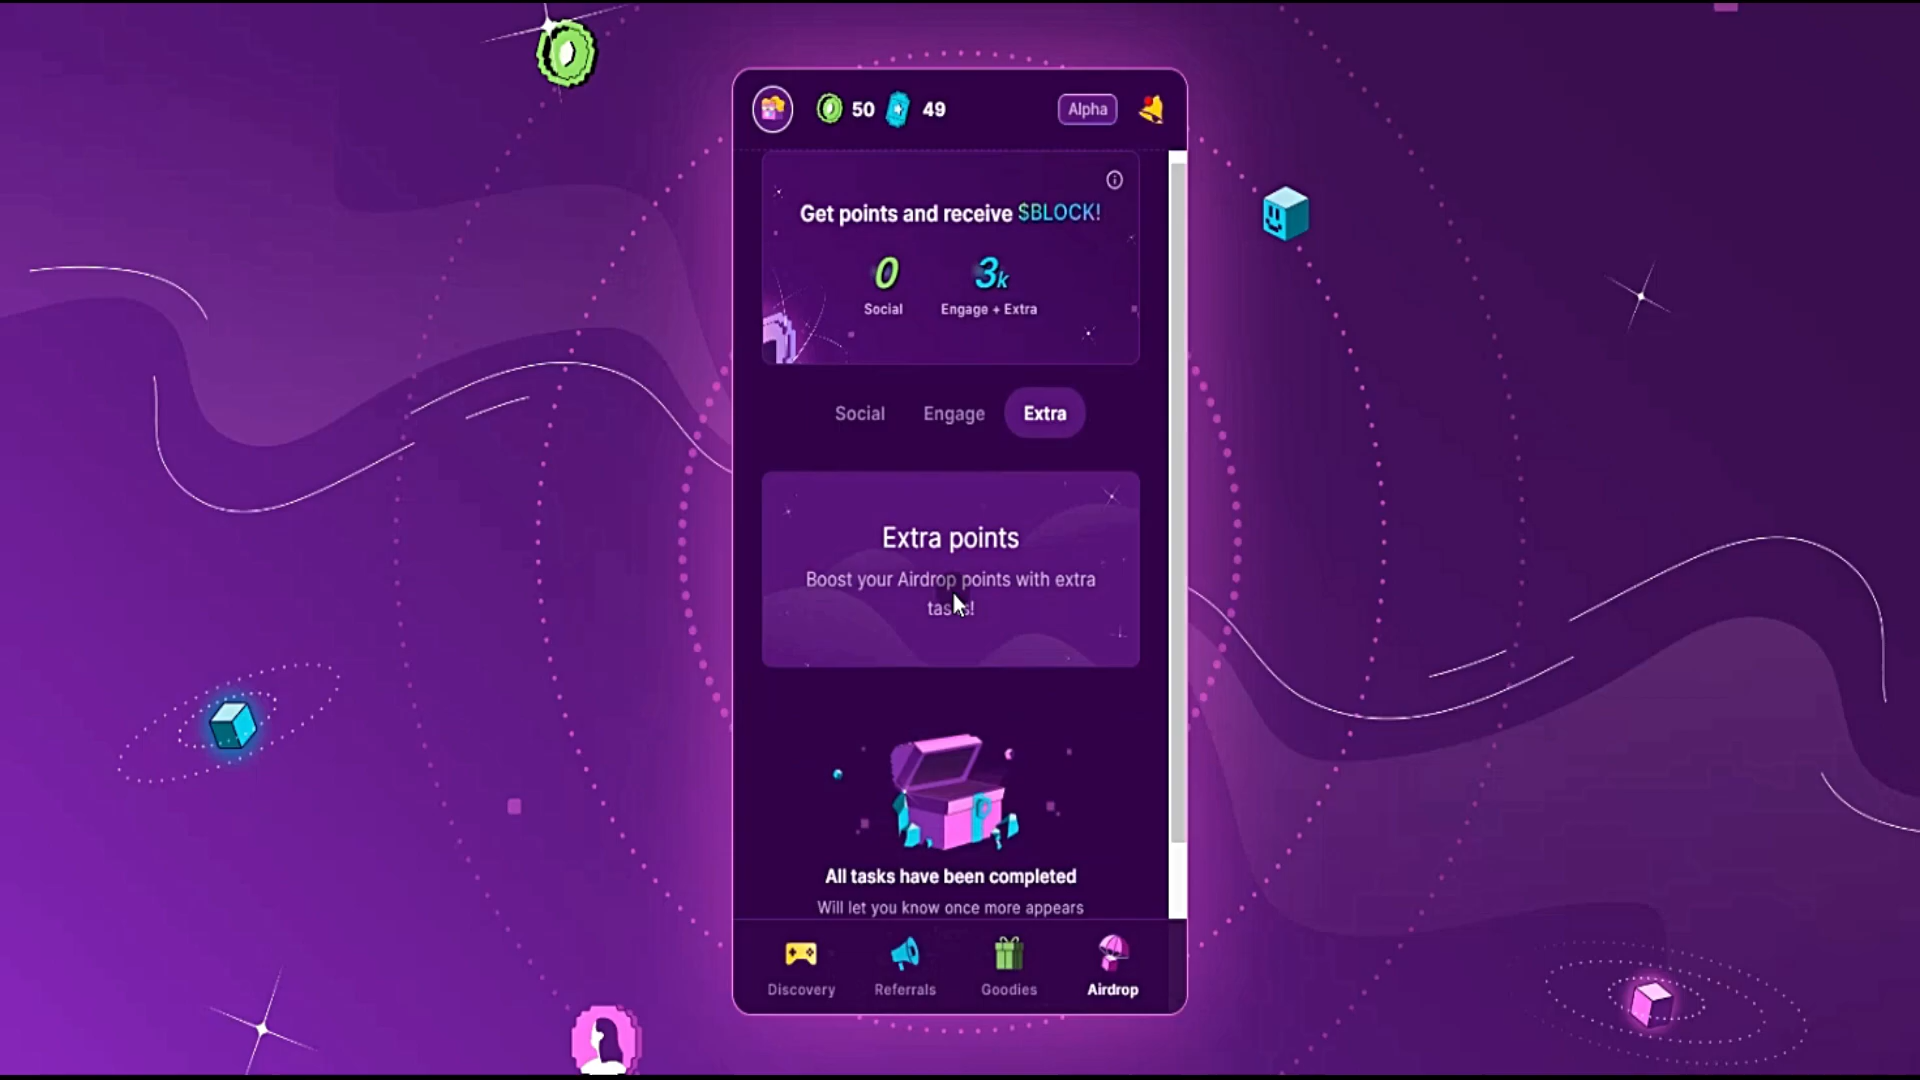 50 49 Alpha
Get points and receive $BLOCK!
0 3k
Social Engage + Extra
Social Engage Extra
Extra points
Boost your Airdrop points with extra
tasks!
All tasks have been completed
Will let you know once more appears
Discovery Referrals Goodies Airdrop